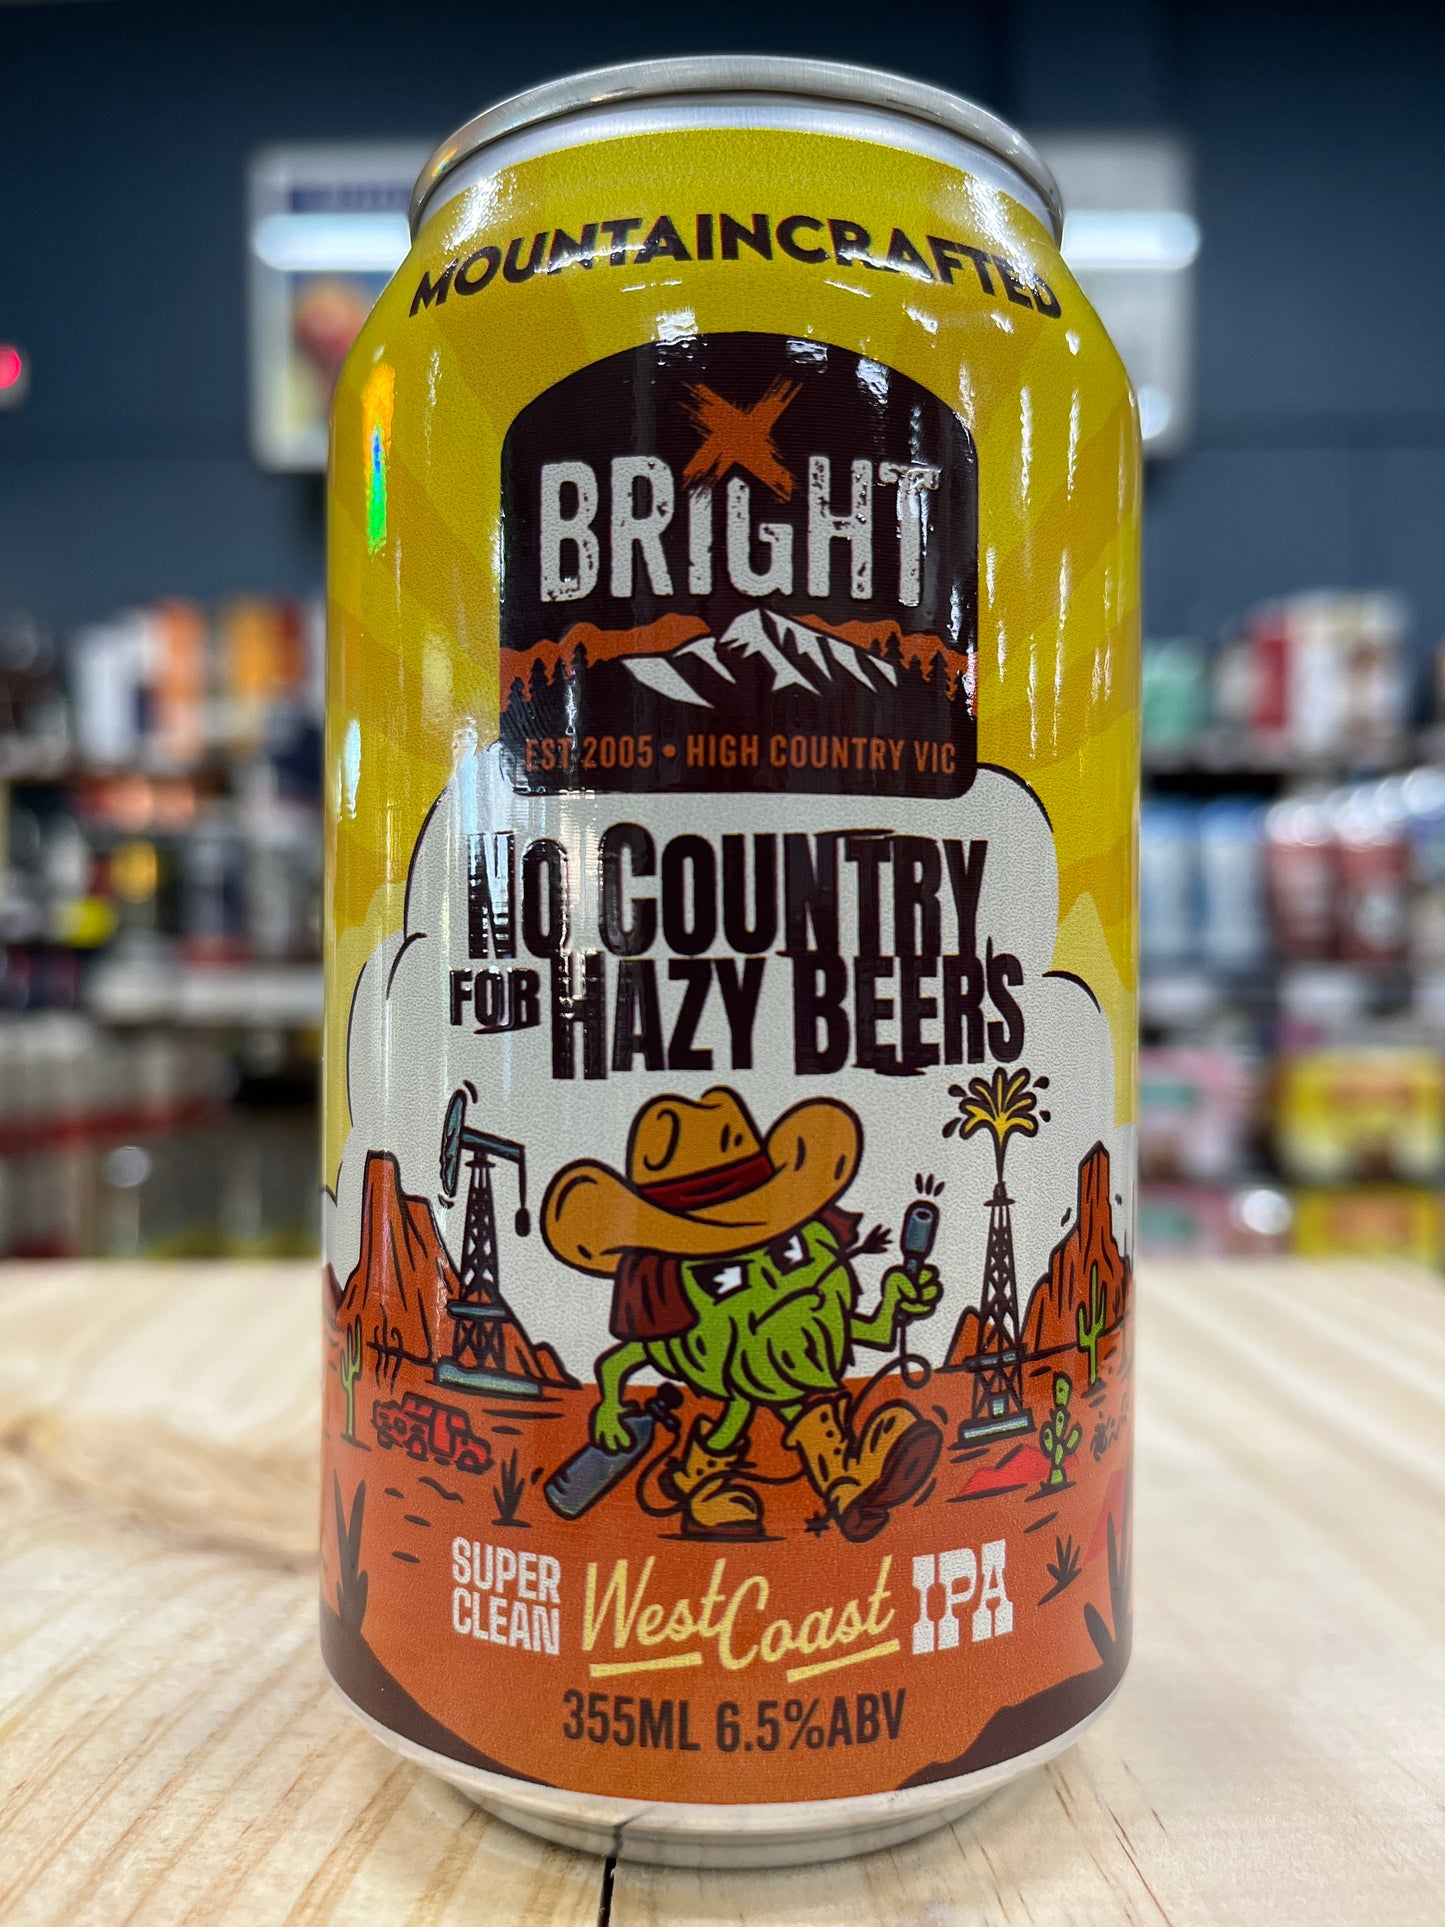 MOUNTAINCRAFTED
BRIGHT
EST 2005 • HIGH COUNTRY VIC
NO COUNTRY
FOR HAZY BEERS
SUPER
CLEAN
West Coast IPA
355ML 6.5%ABV